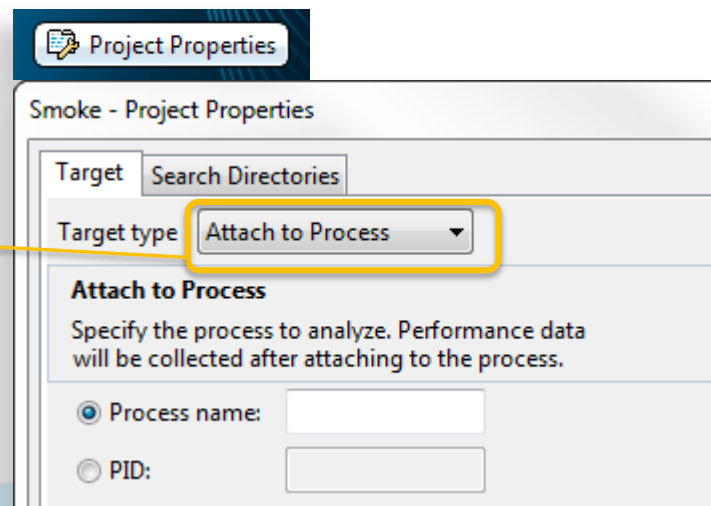 Project Properties
Smoke - Project Properties
Target
Search Directories
Target type
Attach to Process
Attach to Process
Specify the process to analyze. Performance data
will be collected after attaching to the process.
Process name:
PID: